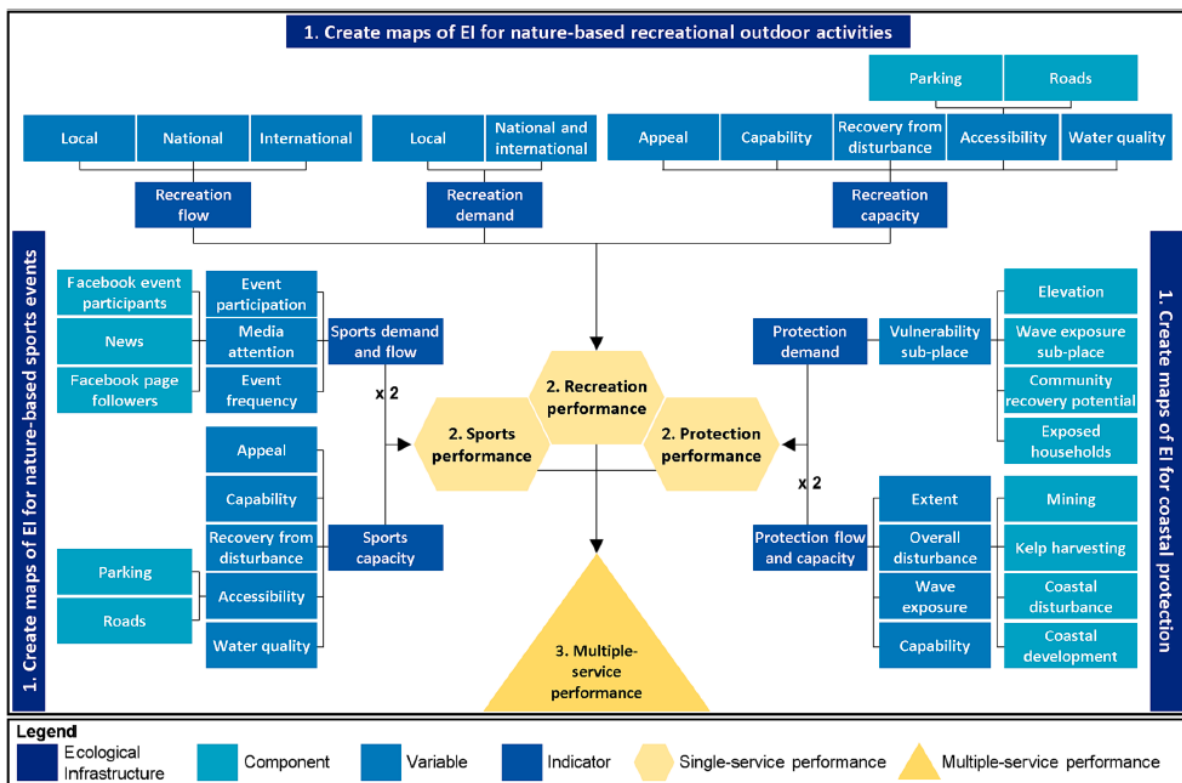 1. Create maps of EI for nature-based recreational outdoor activities
Parking
Roads
Local
National
International
Local
National and
international
Appeal
Capability
Recovery from
disturbance
Accessibility
Water quality
Recreation
flow
Recreation
demand
Recreation
capacity
1. Create maps of EI for nature-based sports events
Facebook event
participants
News
Facebook page
followers
Event
participation
Media
attention
Event
frequency
Sports demand
and flow
x 2
Appeal
Capability
Recovery from
disturbance
Accessibility
Water quality
Parking
Roads
Sports
capacity
2. Recreation
performance
2. Sports
performance
2. Protection
performance
Protection
demand
Vulnerability
sub-place
Elevation
Wave exposure
sub-place
Community
recovery potential
Exposed
households
x 2
Protection flow
and capacity
Extent
Overall
disturbance
Wave
exposure
Capability
Mining
Kelp harvesting
Coastal
disturbance
Coastal
development
1. Create maps of EI for coastal protection
3. Multiple-
service
performance
Legend
Ecological
Infrastructure
Component
Variable
Indicator
Single-service performance
Multiple-service performance